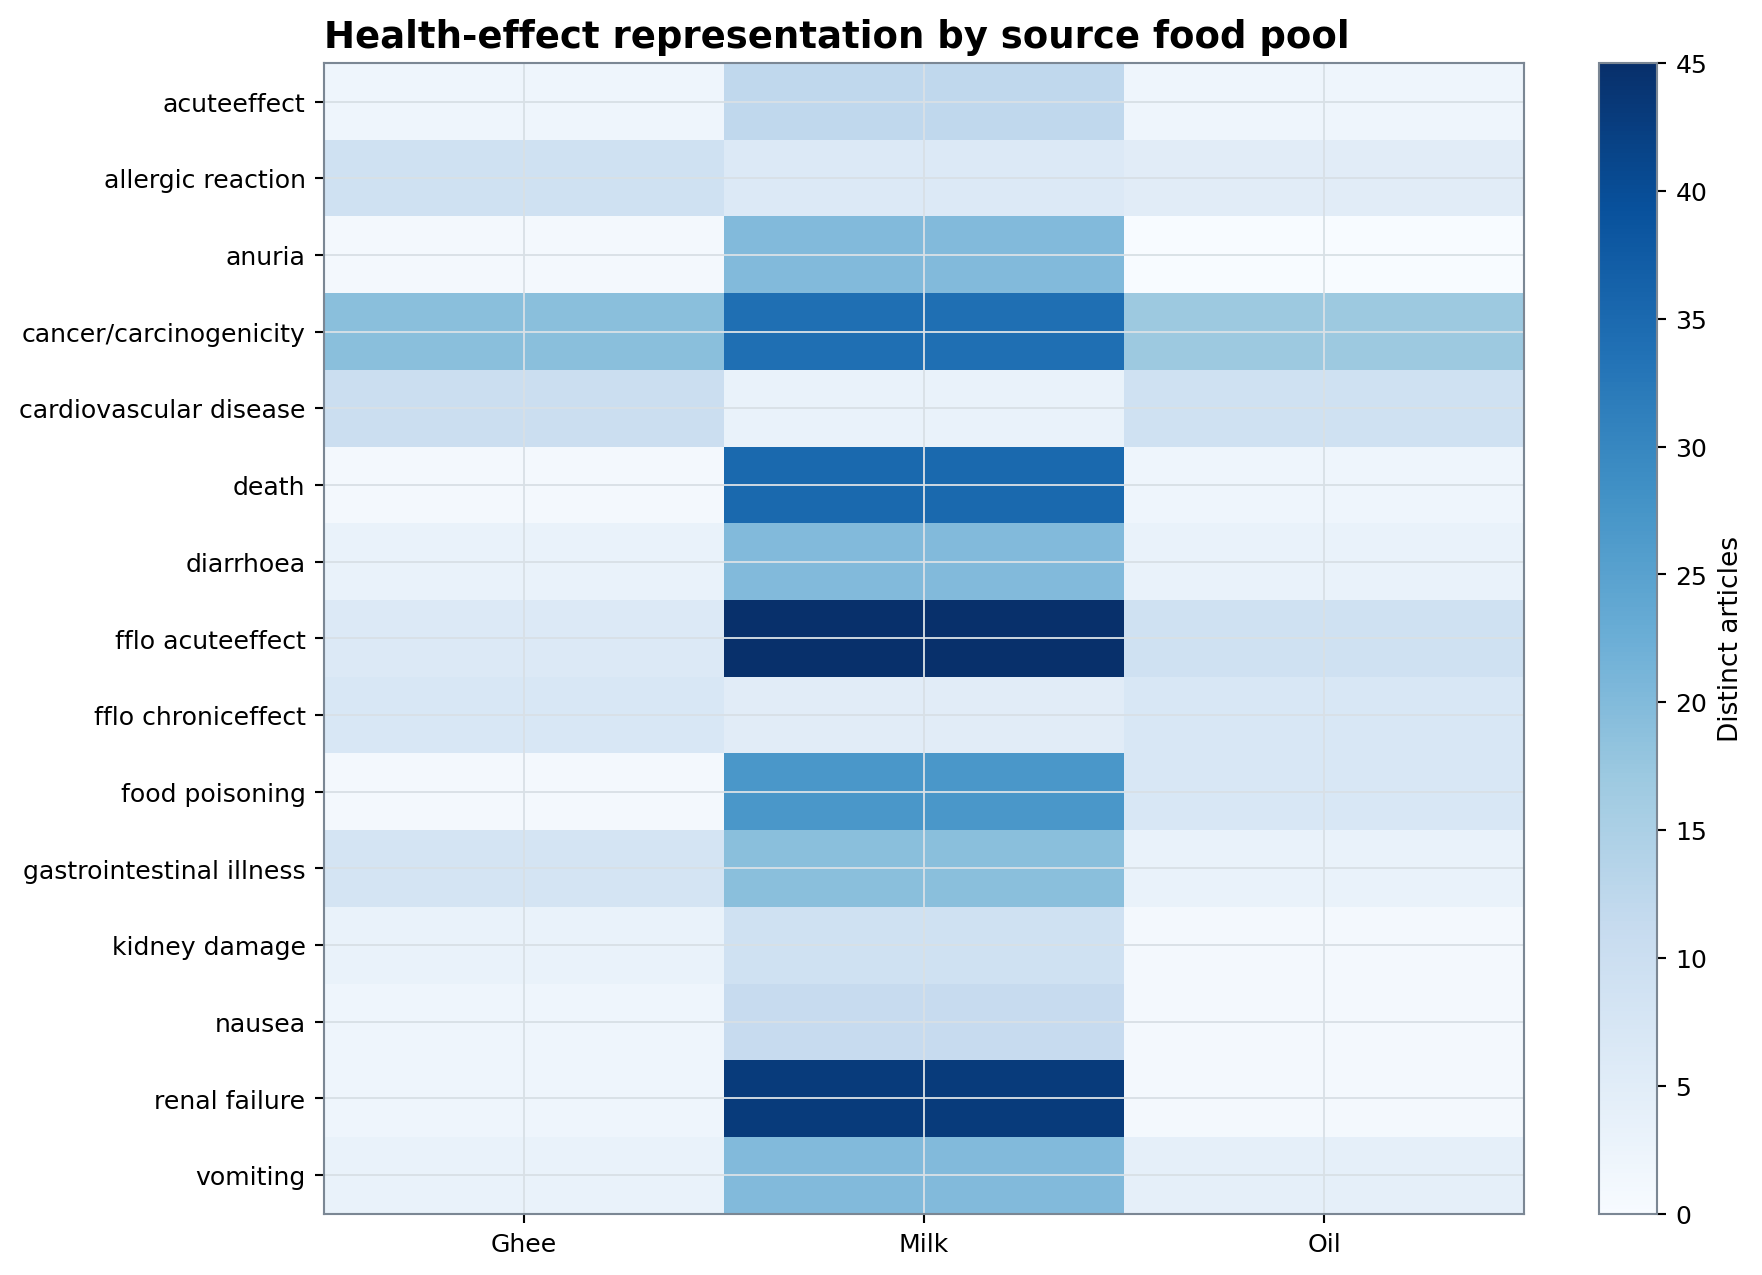 Health-effect representation by source food pool
acuteeffect
allergic reaction
anuria
cancer/carcinogenicity
cardiovascular disease
death
diarrhoea
fflo acuteeffect
fflo chroniceffect
food poisoning
gastrointestinal illness
kidney damage
nausea
renal failure
vomiting
Ghee Milk Oil
45
40
35
30
25
20
15
10
5
0
Distinct articles